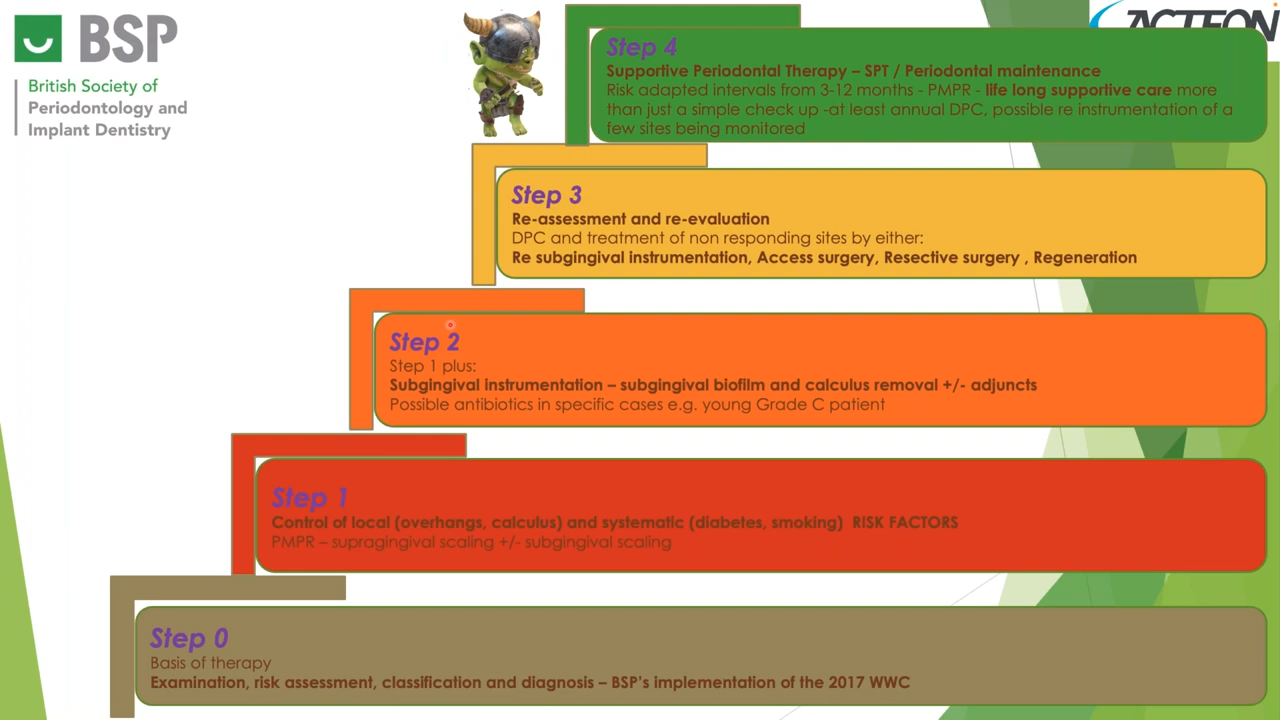 BSP
British Society of
Periodontology and
Implant Dentistry
ACTEON
Step 4
Supportive Periodontal Therapy – SPT / Periodontal maintenance
Risk adapted intervals from 3-12 months - PMPR - life long supportive care more
than just a simple check up -at least annual DPC, possible re instrumentation of a
few sites being monitored
Step 3
Re-assessment and re-evaluation
DPC and treatment of non responding sites by either:
Re subgingival instrumentation, Access surgery, Resective surgery , Regeneration
Step 2
Step 1 plus:
Subgingival instrumentation – subgingival biofilm and calculus removal +/- adjuncts
Possible antibiotics in specific cases e.g. young Grade C patient
Step 1
Control of local (overhangs, calculus) and systematic (diabetes, smoking) RISK FACTORS
PMPR – supragingival scaling +/- subgingival scaling
Step 0
Basis of therapy
Examination, risk assessment, classification and diagnosis – BSP's implementation of the 2017 WWC